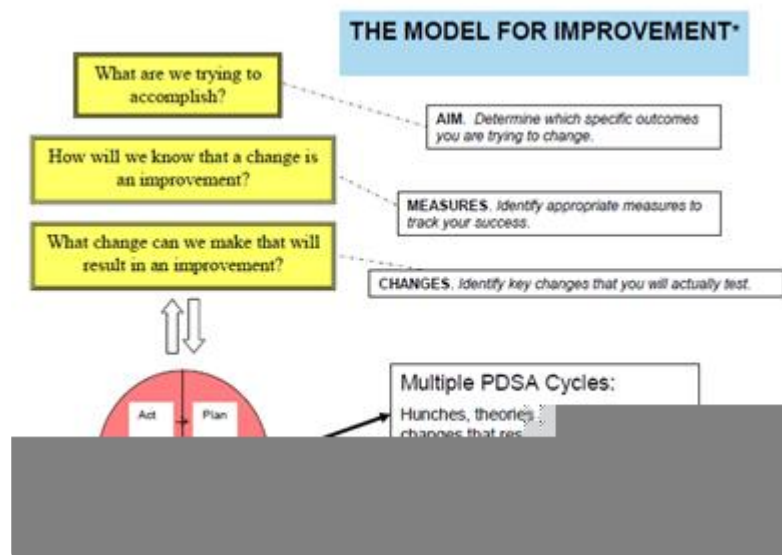 THE MODEL FOR IMPROVEMENT*
What are we trying to
accomplish?
AIM. Determine which specific outcomes
you are trying to change.
How will we know that a change is
an improvement?
MEASURES. Identify appropriate measures to
track your success.
What change can we make that will
result in an improvement?
CHANGES. Identify key changes that you will actually test.
Act
Plan
Multiple PDSA Cycles:
Hunches, theories
changes that